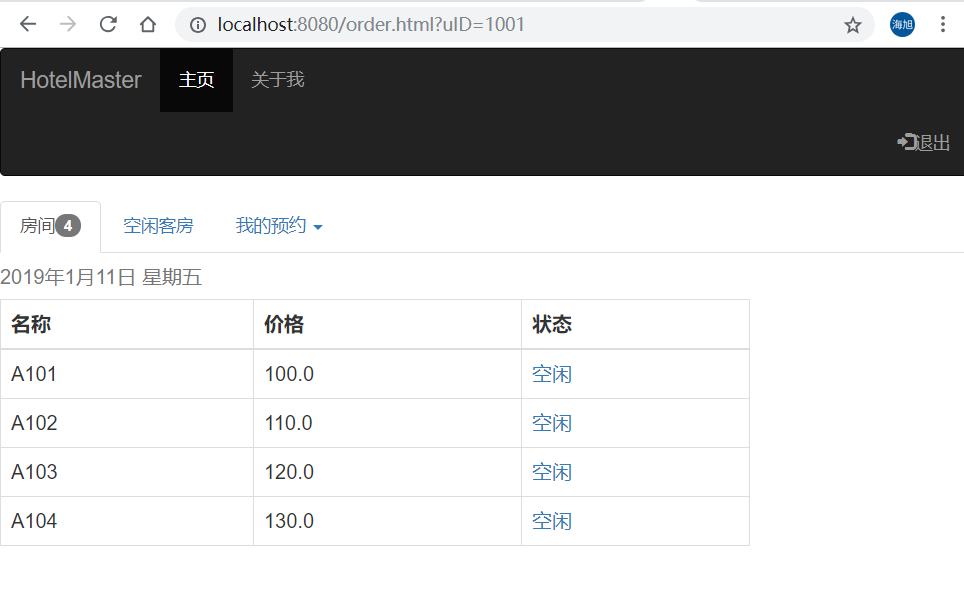 localhost:8080/order.html?uID=1001
海旭
HotelMaster 主页 关于我
退出
房间 4 空闲客房 我的预约
2019年1月11日 星期五
名称 价格 状态
A101 100.0 空闲
A102 110.0 空闲
A103 120.0 空闲
A104 130.0 空闲